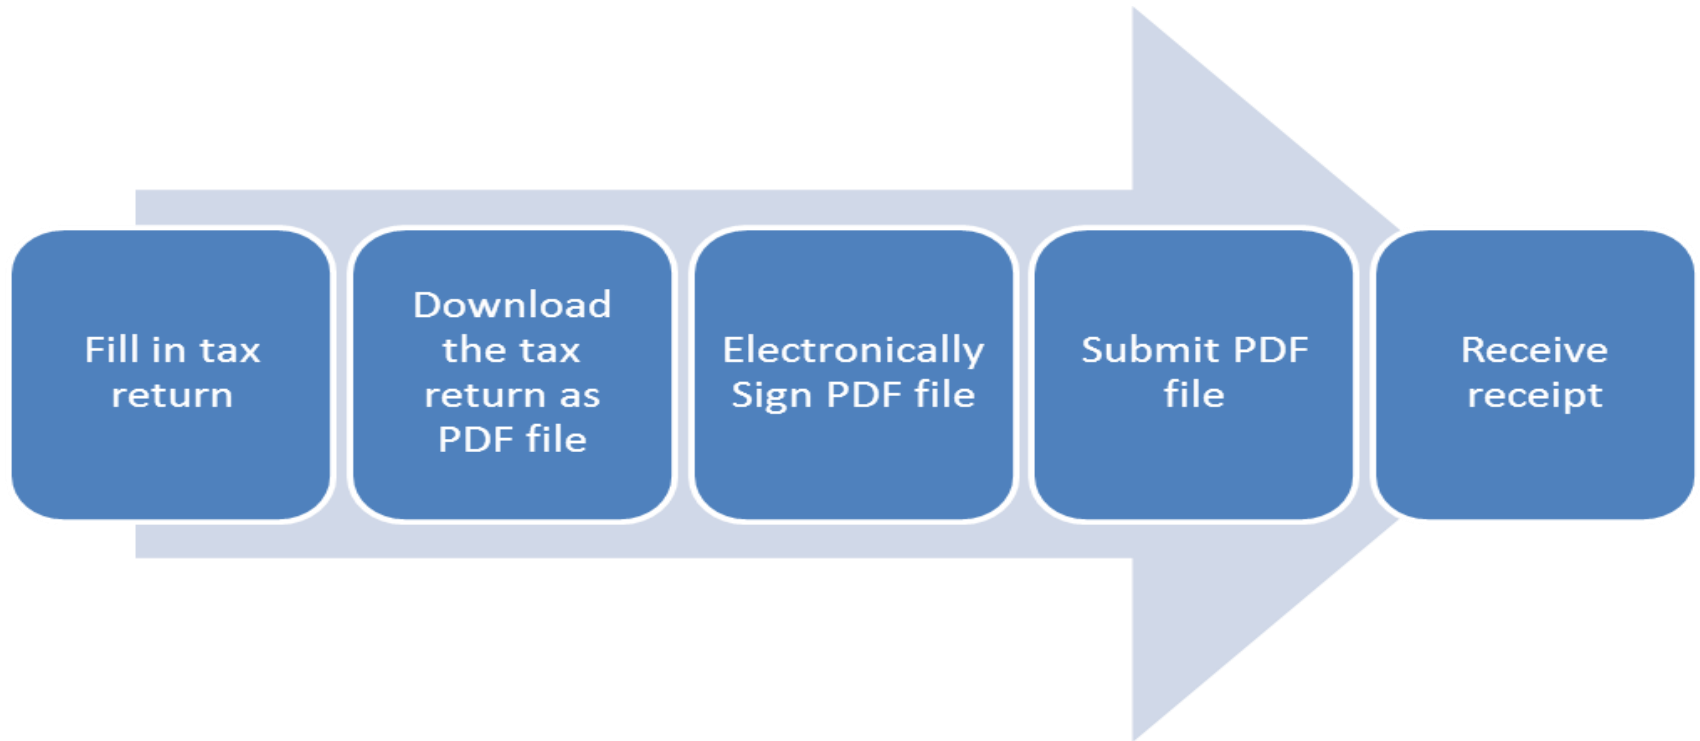 Fill in tax
return
Download
the tax
return as
PDF file
Electronically
Sign PDF file
Submit PDF
file
Receive
receipt